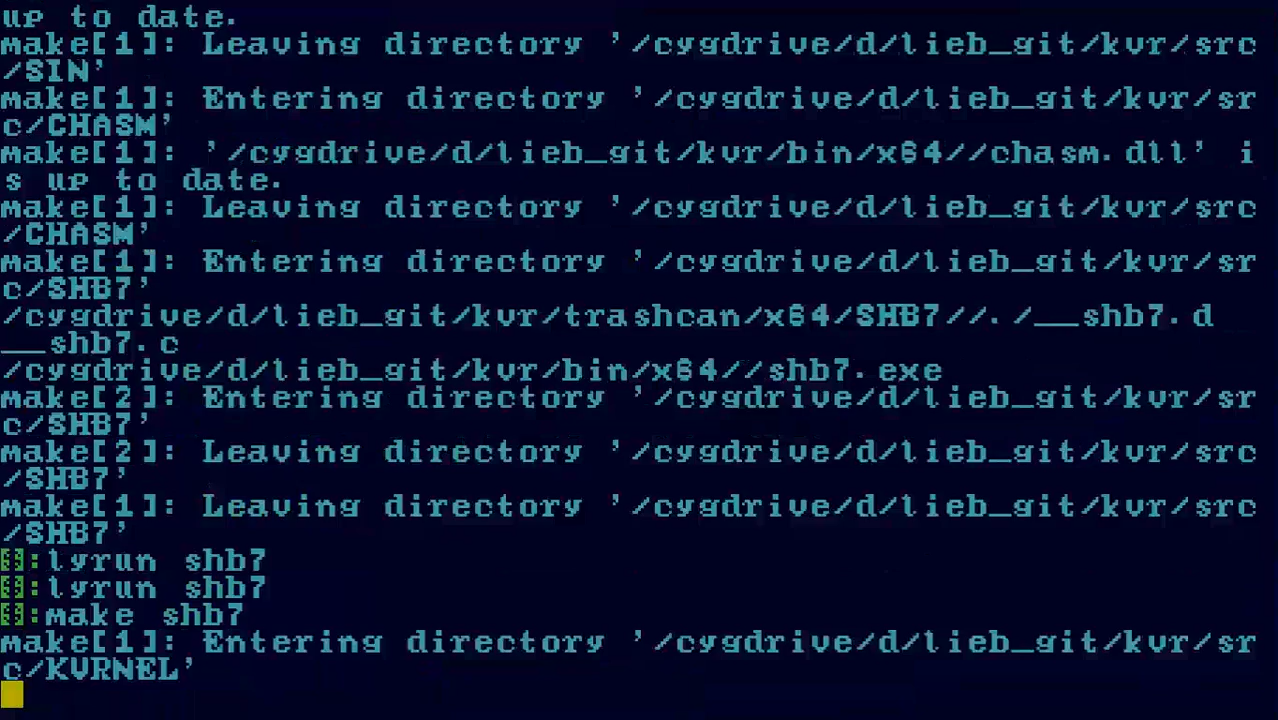 up to date.
make[1]: Leaving directory '/cygdrive/d/lieb_git/kvr/src
/SIN'
make[1]: Entering directory '/cygdrive/d/lieb_git/kvr/sr
c/CHASM'
make[1]: '/cygdrive/d/lieb_git/kvr/bin/x64//chasm.dll' i
s up to date.
make[1]: Leaving directory '/cygdrive/d/lieb_git/kvr/src
/CHASM'
make[1]: Entering directory '/cygdrive/d/lieb_git/kvr/sr
c/SHB7'
/cygdrive/d/lieb_git/kvr/trashcan/x64/SHB7//./__shb7.d
__shb7.c
/cygdrive/d/lieb_git/kvr/bin/x64//shb7.exe
make[2]: Entering directory '/cygdrive/d/lieb_git/kvr/sr
c/SHB7'
make[2]: Leaving directory '/cygdrive/d/lieb_git/kvr/src
/SHB7'
make[1]: Leaving directory '/cygdrive/d/lieb_git/kvr/src
/SHB7'
:lyrun shb7
:lyrun shb7
:make shb7
make[1]: Entering directory '/cygdrive/d/lieb_git/kvr/sr
c/KVRNEL'